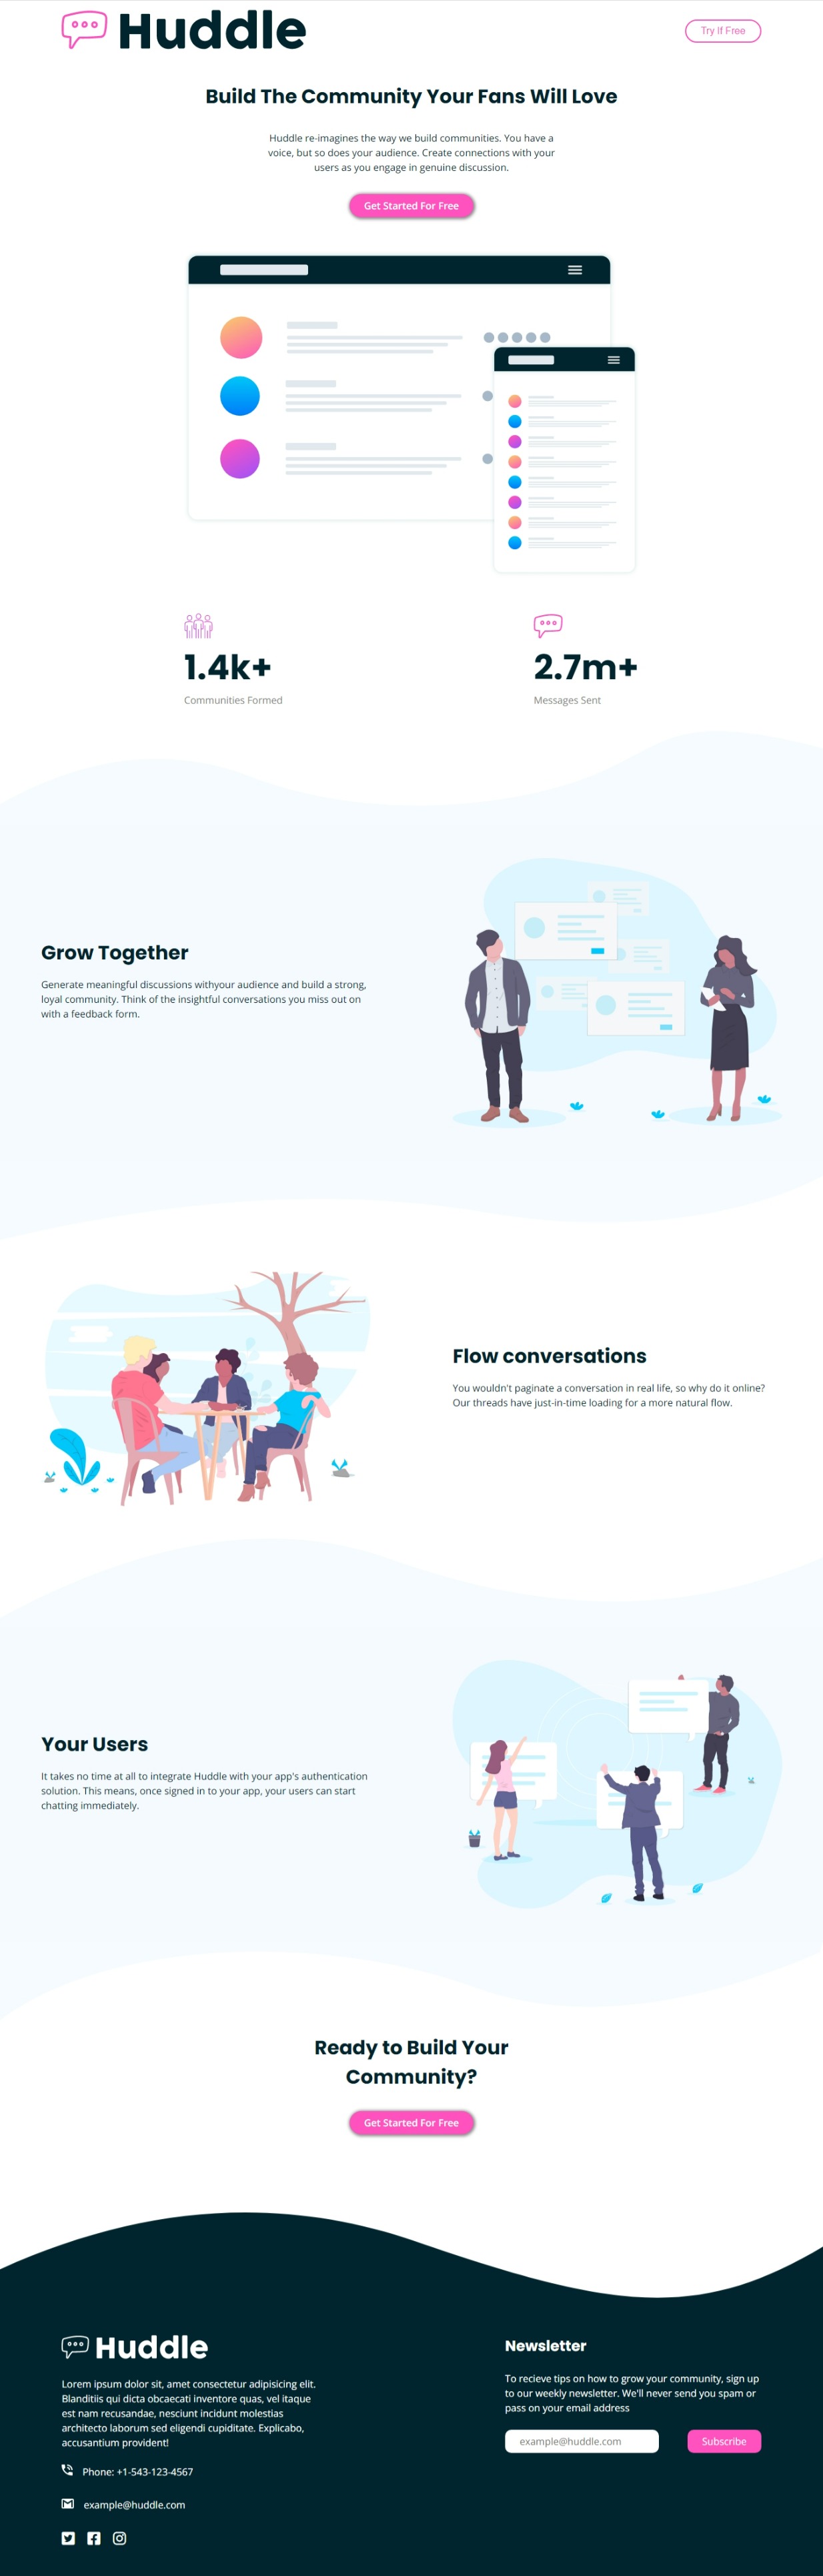 Huddle
Try If Free
Build The Community Your Fans Will Love
Huddle re-imagines the way we build communities. You have a
voice, but so does your audience. Create connections with your
users as you engage in genuine discussion.
Get Started For Free
1.4k+
Communities Formed
2.7m+
Messages Sent
Grow Together
Generate meaningful discussions withyour audience and build a strong,
loyal community. Think of the insightful conversations you miss out on
with a feedback form.
Flow conversations
You wouldn't paginate a conversation in real life, so why do it online?
Our threads have just-in-time loading for a more natural flow.
Your Users
It takes no time at all to integrate Huddle with your app's authentication
solution. This means, once signed in to your app, your users can start
chatting immediately.
Ready to Build Your
Community?
Get Started For Free
Huddle
Lorem ipsum dolor sit, amet consectetur adipisicing elit.
Blanditiis qui dicta obcaecati inventore quas, vel itaque
est nam recusandae, nesciunt incidunt molestias
architecto laborum sed eligendi cupiditate. Explicabo,
accusantium provident!
Phone: +1-543-123-4567
example@huddle.com
Newsletter
To recieve tips on how to grow your community, sign up
to our weekly newsletter. We'll never send you spam or
pass on your email address
example@huddle.com
Subscribe